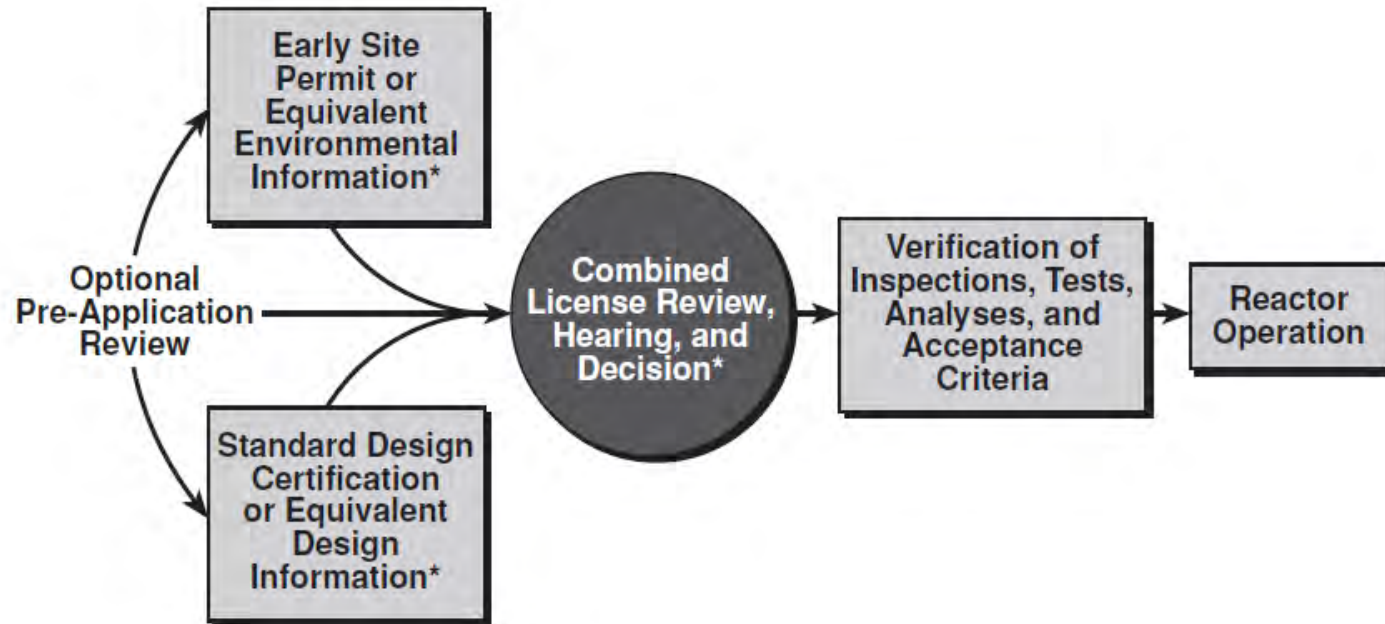 Early Site
Permit or
Equivalent
Environmental
Information*
Optional
Pre-Application
Review
Standard Design
Certification
or Equivalent
Design
Information*
Combined
License Review,
Hearing, and
Decision*
Verification of
Inspections, Tests,
Analyses, and
Acceptance
Criteria
Reactor
Operation